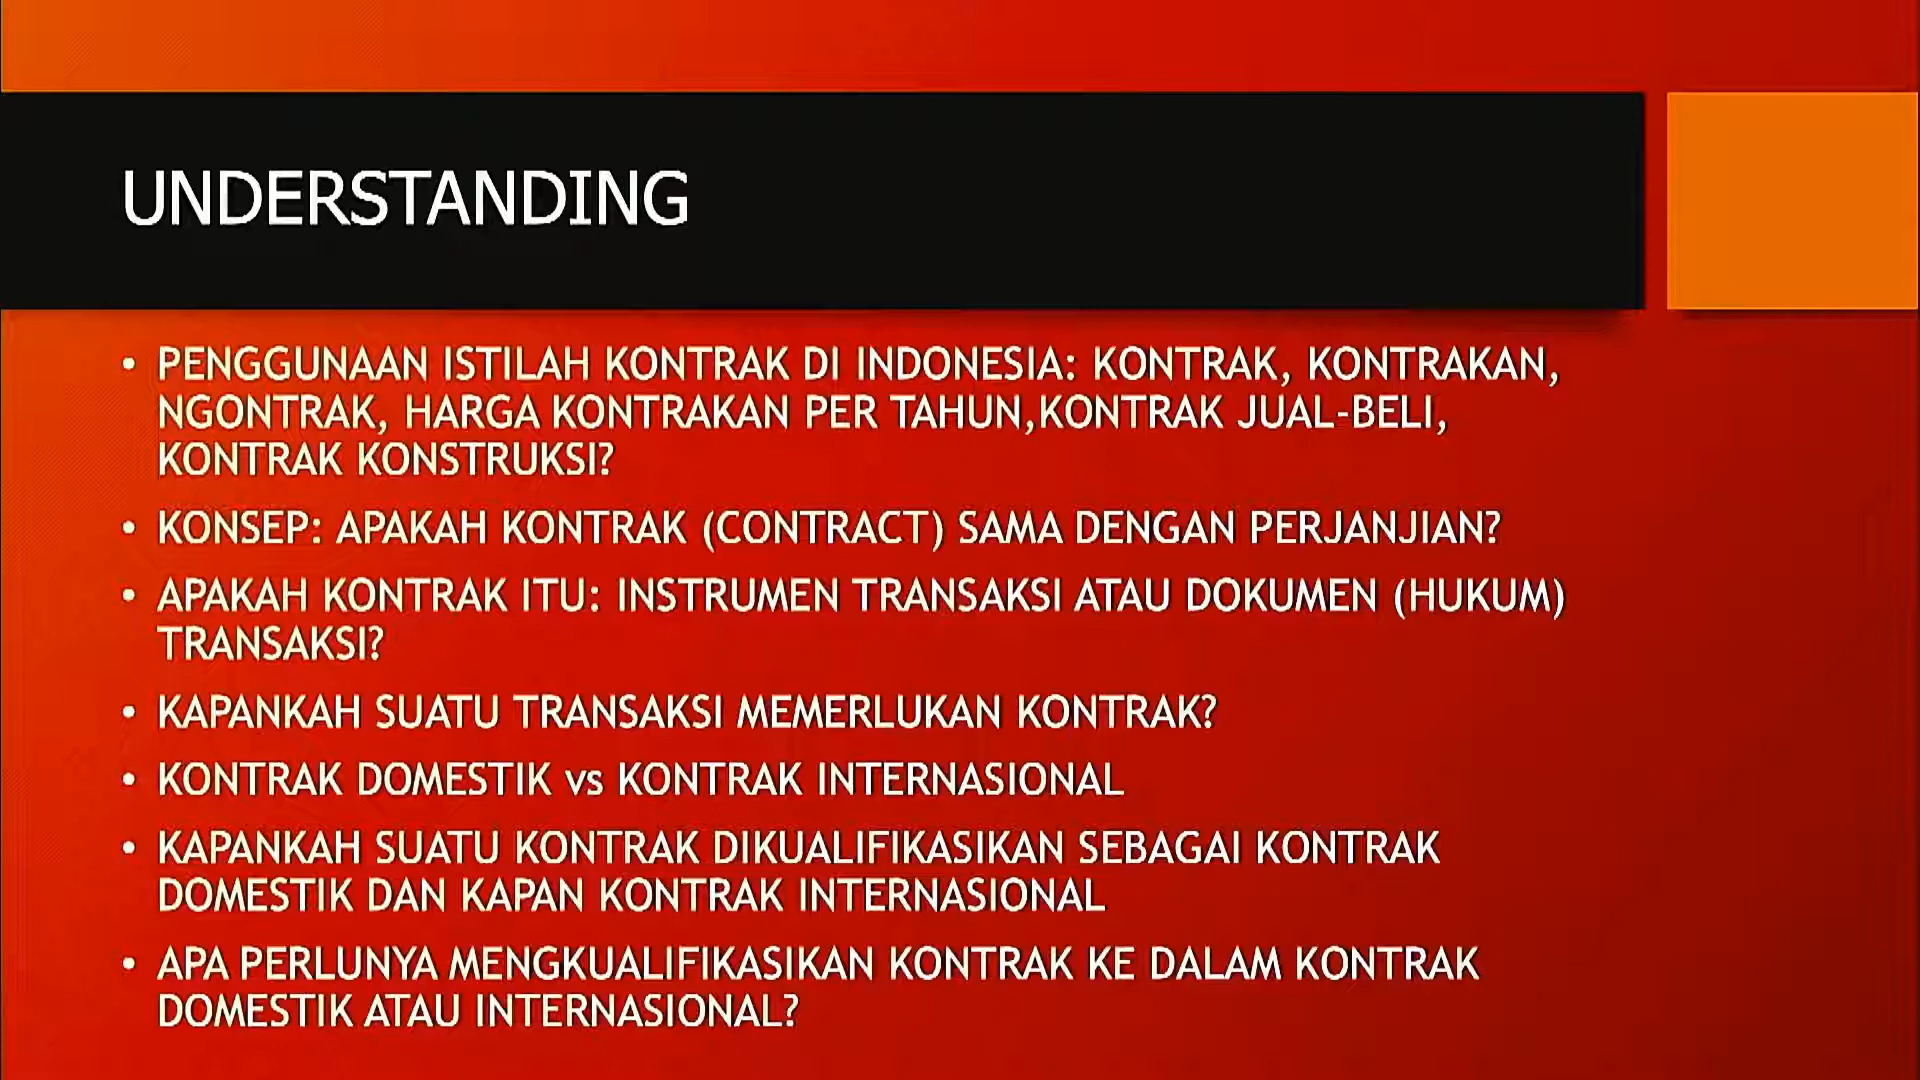 UNDERSTANDING
• PENGGUNAAN ISTILAH KONTRAK DI INDONESIA: KONTRAK, KONTRAKAN,
NGONTRAK, HARGA KONTRAKAN PER TAHUN,KONTRAK JUAL-BELI,
KONTRAK KONSTRUKSI?
• KONSEP: APAKAH KONTRAK (CONTRACT) SAMA DENGAN PERJANJIAN?
• APAKAH KONTRAK ITU: INSTRUMEN TRANSAKSI ATAU DOKUMEN (HUKUM)
TRANSAKSI?
• KAPANKAH SUATU TRANSAKSI MEMERLUKAN KONTRAK?
• KONTRAK DOMESTIK vs KONTRAK INTERNASIONAL
• KAPANKAH SUATU KONTRAK DIKUALIFIKASIKAN SEBAGAI KONTRAK
DOMESTIK DAN KAPAN KONTRAK INTERNASIONAL
• APA PERLUNYA MENGKUALIFIKASIKAN KONTRAK KE DALAM KONTRAK
DOMESTIK ATAU INTERNASIONAL?